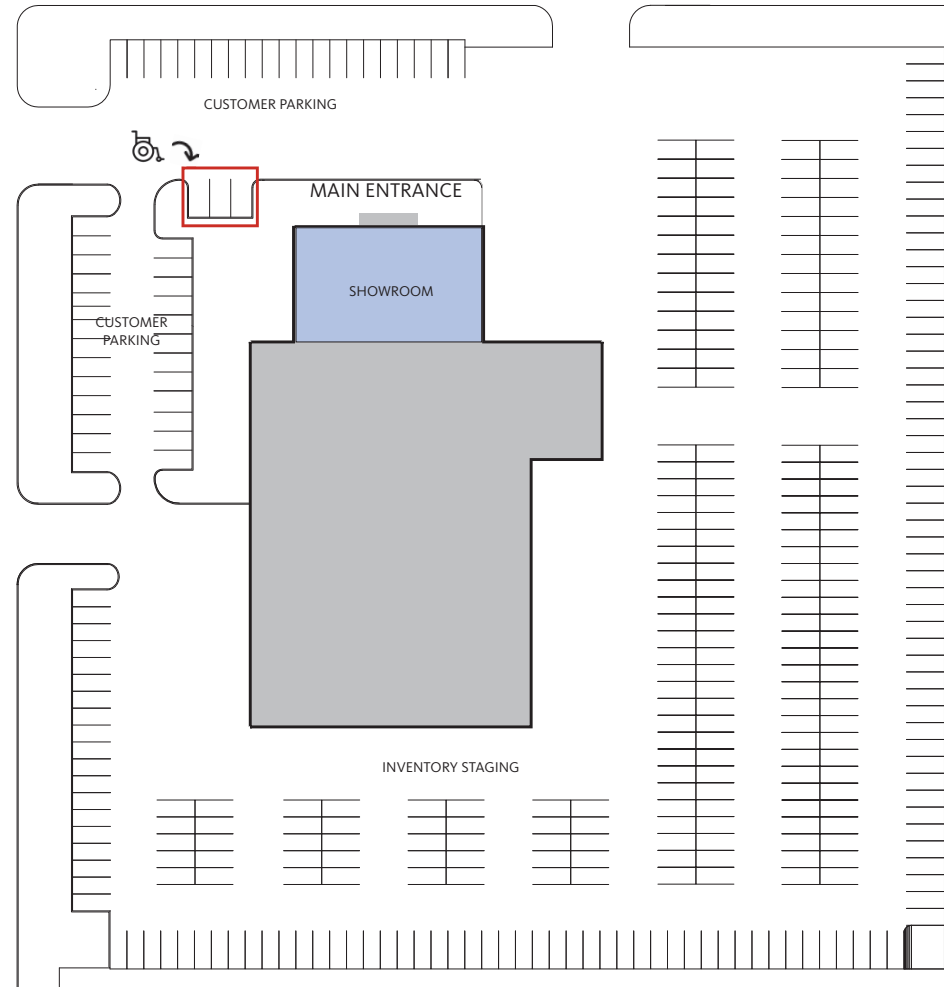 CUSTOMER PARKING
MAIN ENTRANCE
SHOWROOM
CUSTOMER
PARKING
INVENTORY STAGING